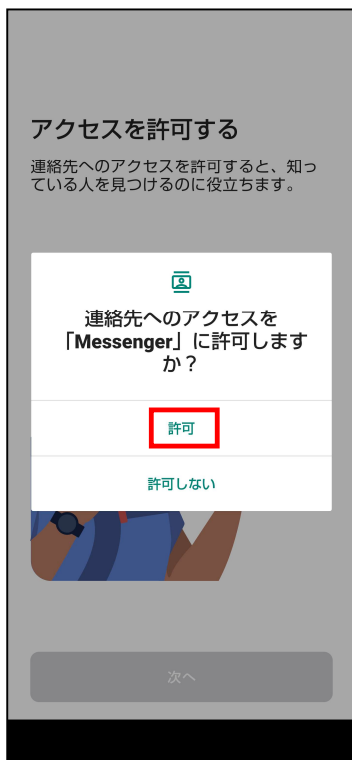 アクセスを許可する
連絡先へのアクセスを許可すると、知っ
ている人を見つけるのに役立ちます。
連絡先へのアクセスを
「Messenger」に許可します
か？
許可
許可しない
次へ